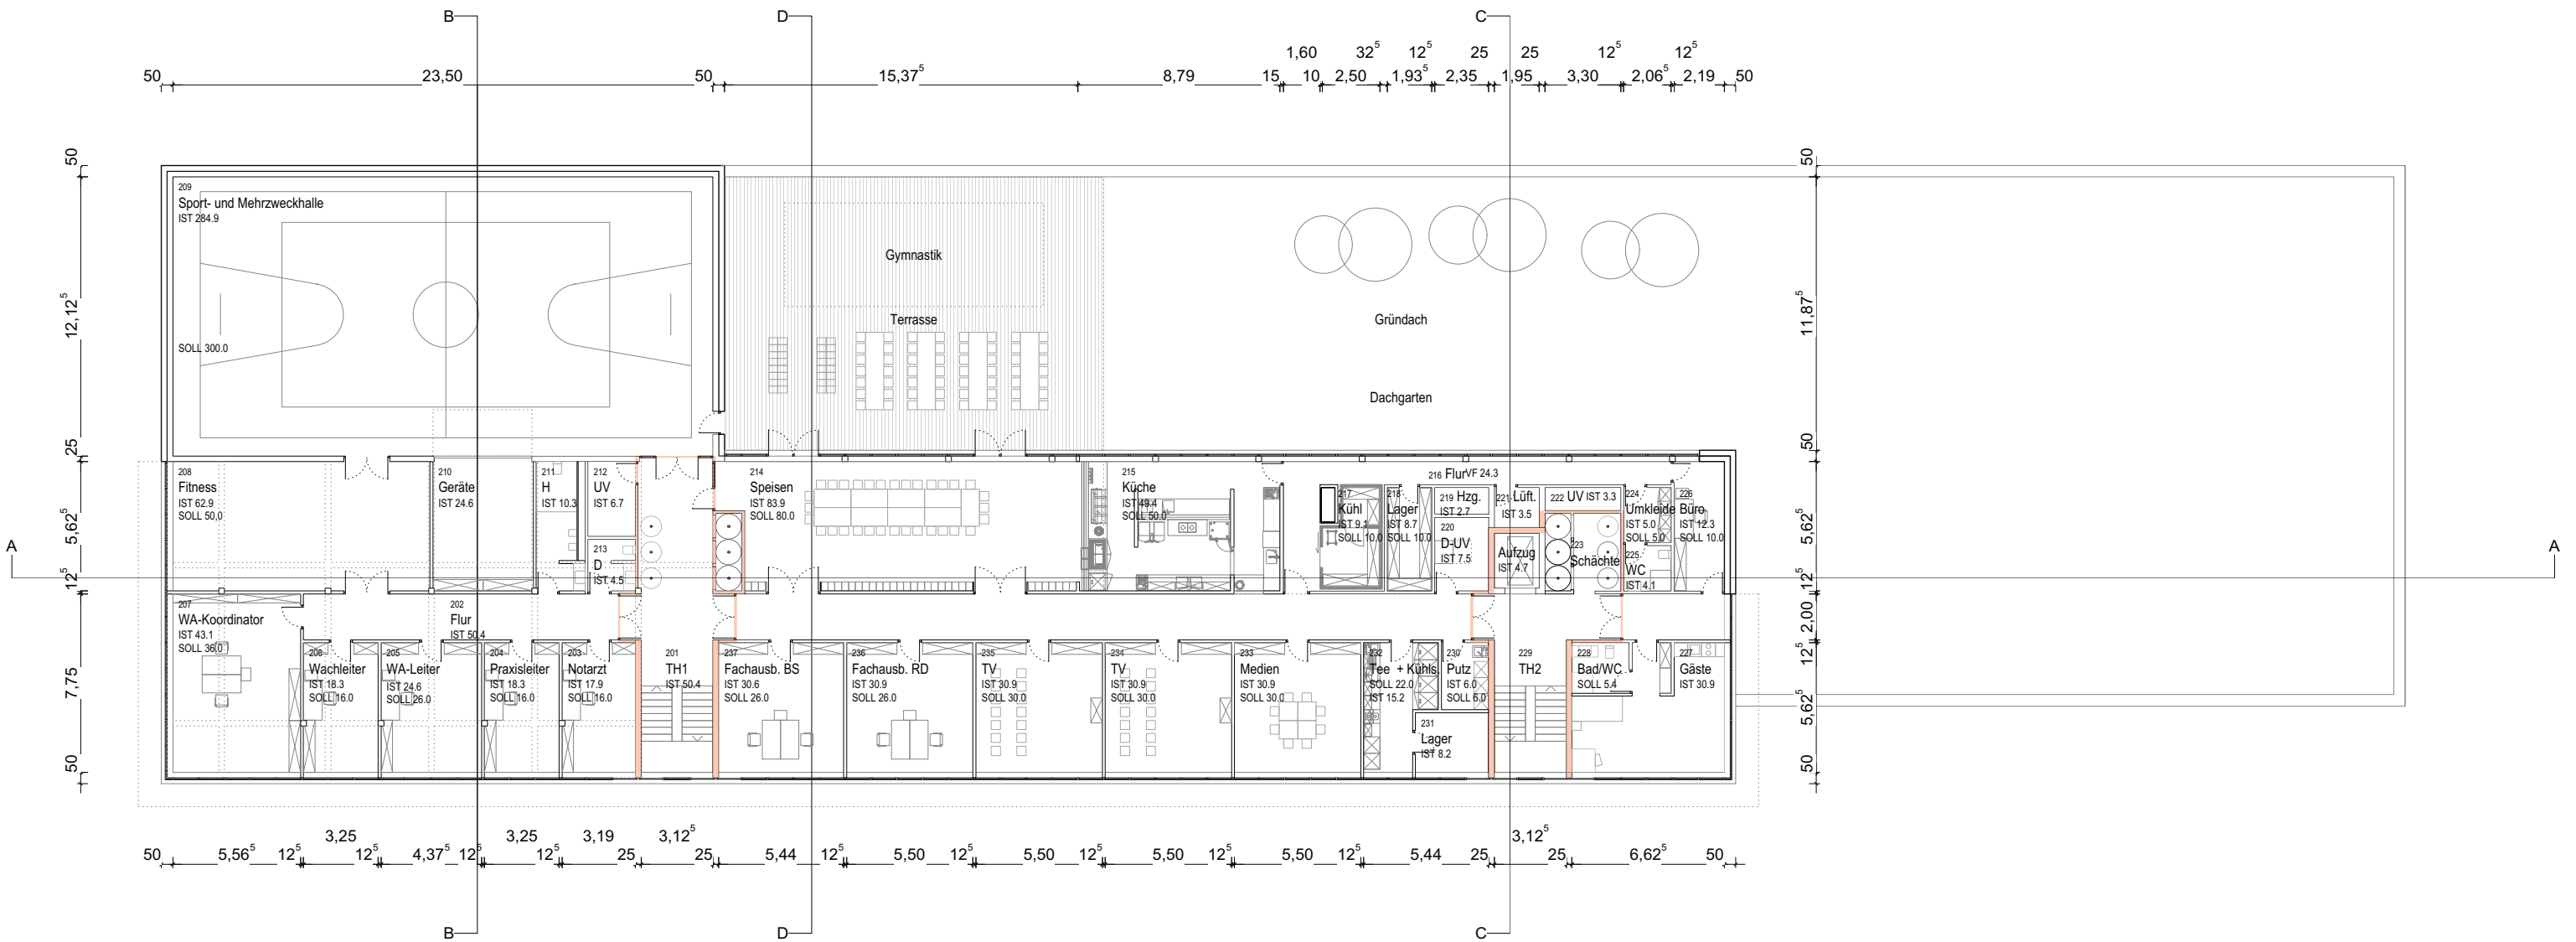 B
D
C
1,60
32⁵
12⁵
25
25
12⁵
12⁵
50
23,50
50
15,37⁵
8,79
15
10
2,50
1,93⁵
2,35
1,95
3,30
2,06⁵
2,19
50
50
12,12⁵
25
5,62⁵
12⁵
7,75
50
A
50
11,87⁵
50
5,62⁵
12⁵
2,00
12⁵
5,62⁵
50
A
209
Sport- und Mehrzweckhalle
IST 284.9
SOLL 300.0
Gymnastik
Terrasse
Gründach
Dachgarten
208
Fitness
IST 62.9
SOLL 50,0
210
Geräte
IST 24.6
211
H
IST 10.3
212
UV
IST 6.7
213
D
IST 4.5
214
Speisen
IST 83.9
SOLL 80.0
215
Küche
IST 49.4
SOLL 50.0
216 Flur VF 24.3
217
Kühl
IST 9.1
SOLL 10.0
218
Lager
IST 8.7
SOLL 10.0
219 Hzg.
IST 2.7
220
D-UV
IST 7.5
221 Lüft.
IST 3.5
Aufzug
IST 4.7
222 UV IST 3.3
223
Schächte
224
Umkleide
IST 5.0
SOLL 5.0
225
WC
IST 4.1
226
Büro
IST 12.3
SOLL 10.0
207
WA-Koordinator
IST 43.1
SOLL 36.0
202
Flur
IST 50.4
206
Wachleiter
IST 18.3
SOLL 16.0
205
WA-Leiter
IST 24.6
SOLL 26.0
204
Praxisleiter
IST 18.3
SOLL 16.0
203
Notarzt
IST 17.9
SOLL 16.0
201
TH1
IST 50.4
237
Fachausb. BS
IST 30.6
SOLL 26.0
236
Fachausb. RD
IST 30.9
SOLL 26.0
235
TV
IST 30.9
SOLL 30.0
234
TV
IST 30.9
SOLL 30.0
233
Medien
IST 30.9
SOLL 30.0
232
Tee + Kühls.
SOLL 22.0
IST 15.2
230
Putz
IST 6.0
SOLL 6.0
231
Lager
IST 8.2
229
TH2
228
Bad/WC
SOLL 5.4
227
Gäste
IST 30.9
3,25
3,25
3,19
3,12⁵
3,12⁵
50
5,56⁵
12⁵
12⁵
4,37⁵
12⁵
12⁵
25
25
5,44
12⁵
5,50
12⁵
5,50
12⁵
5,50
12⁵
5,50
12⁵
5,44
25
25
6,62⁵
50
B
D
C